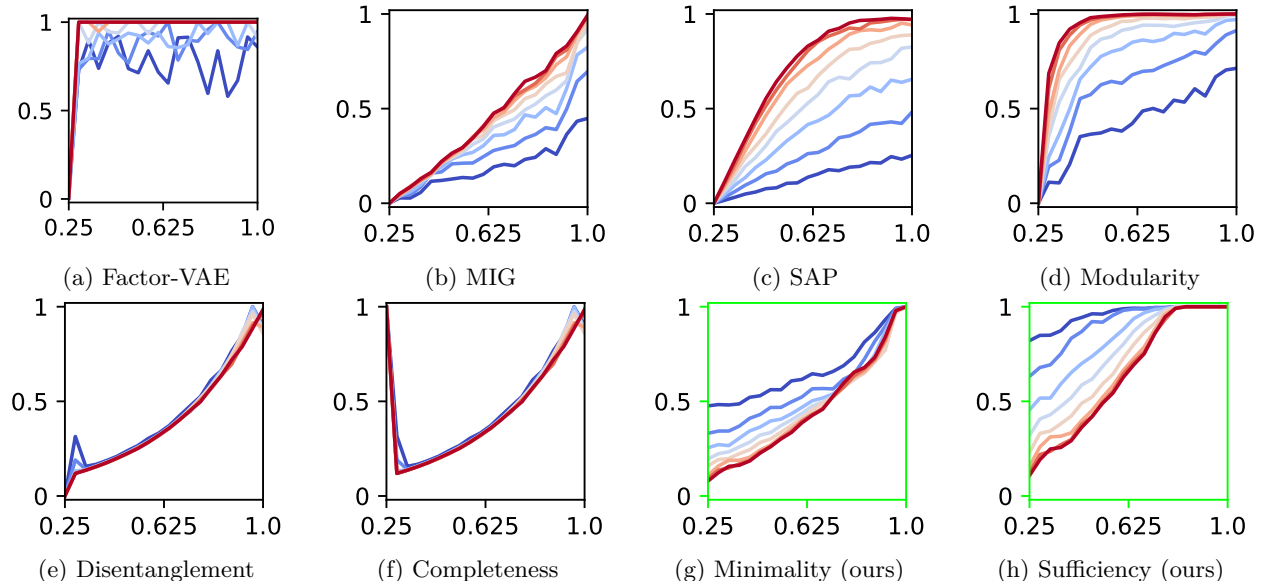 1
0.5
0
0.25 0.625 1.0
(a) Factor-VAE
1
0.5
0
0.25 0.625 1.0
(b) MIG
1
0.5
0
0.25 0.625 1.0
(c) SAP
1
0.5
0
0.25 0.625 1.0
(d) Modularity
1
0.5
0
0.25 0.625 1.0
(e) Disentanglement
1
0.5
0
0.25 0.625 1.0
(f) Completeness
1
0.5
0
0.25 0.625 1.0
(g) Minimality (ours)
1
0.5
0
0.25 0.625 1.0
(h) Sufficiency (ours)